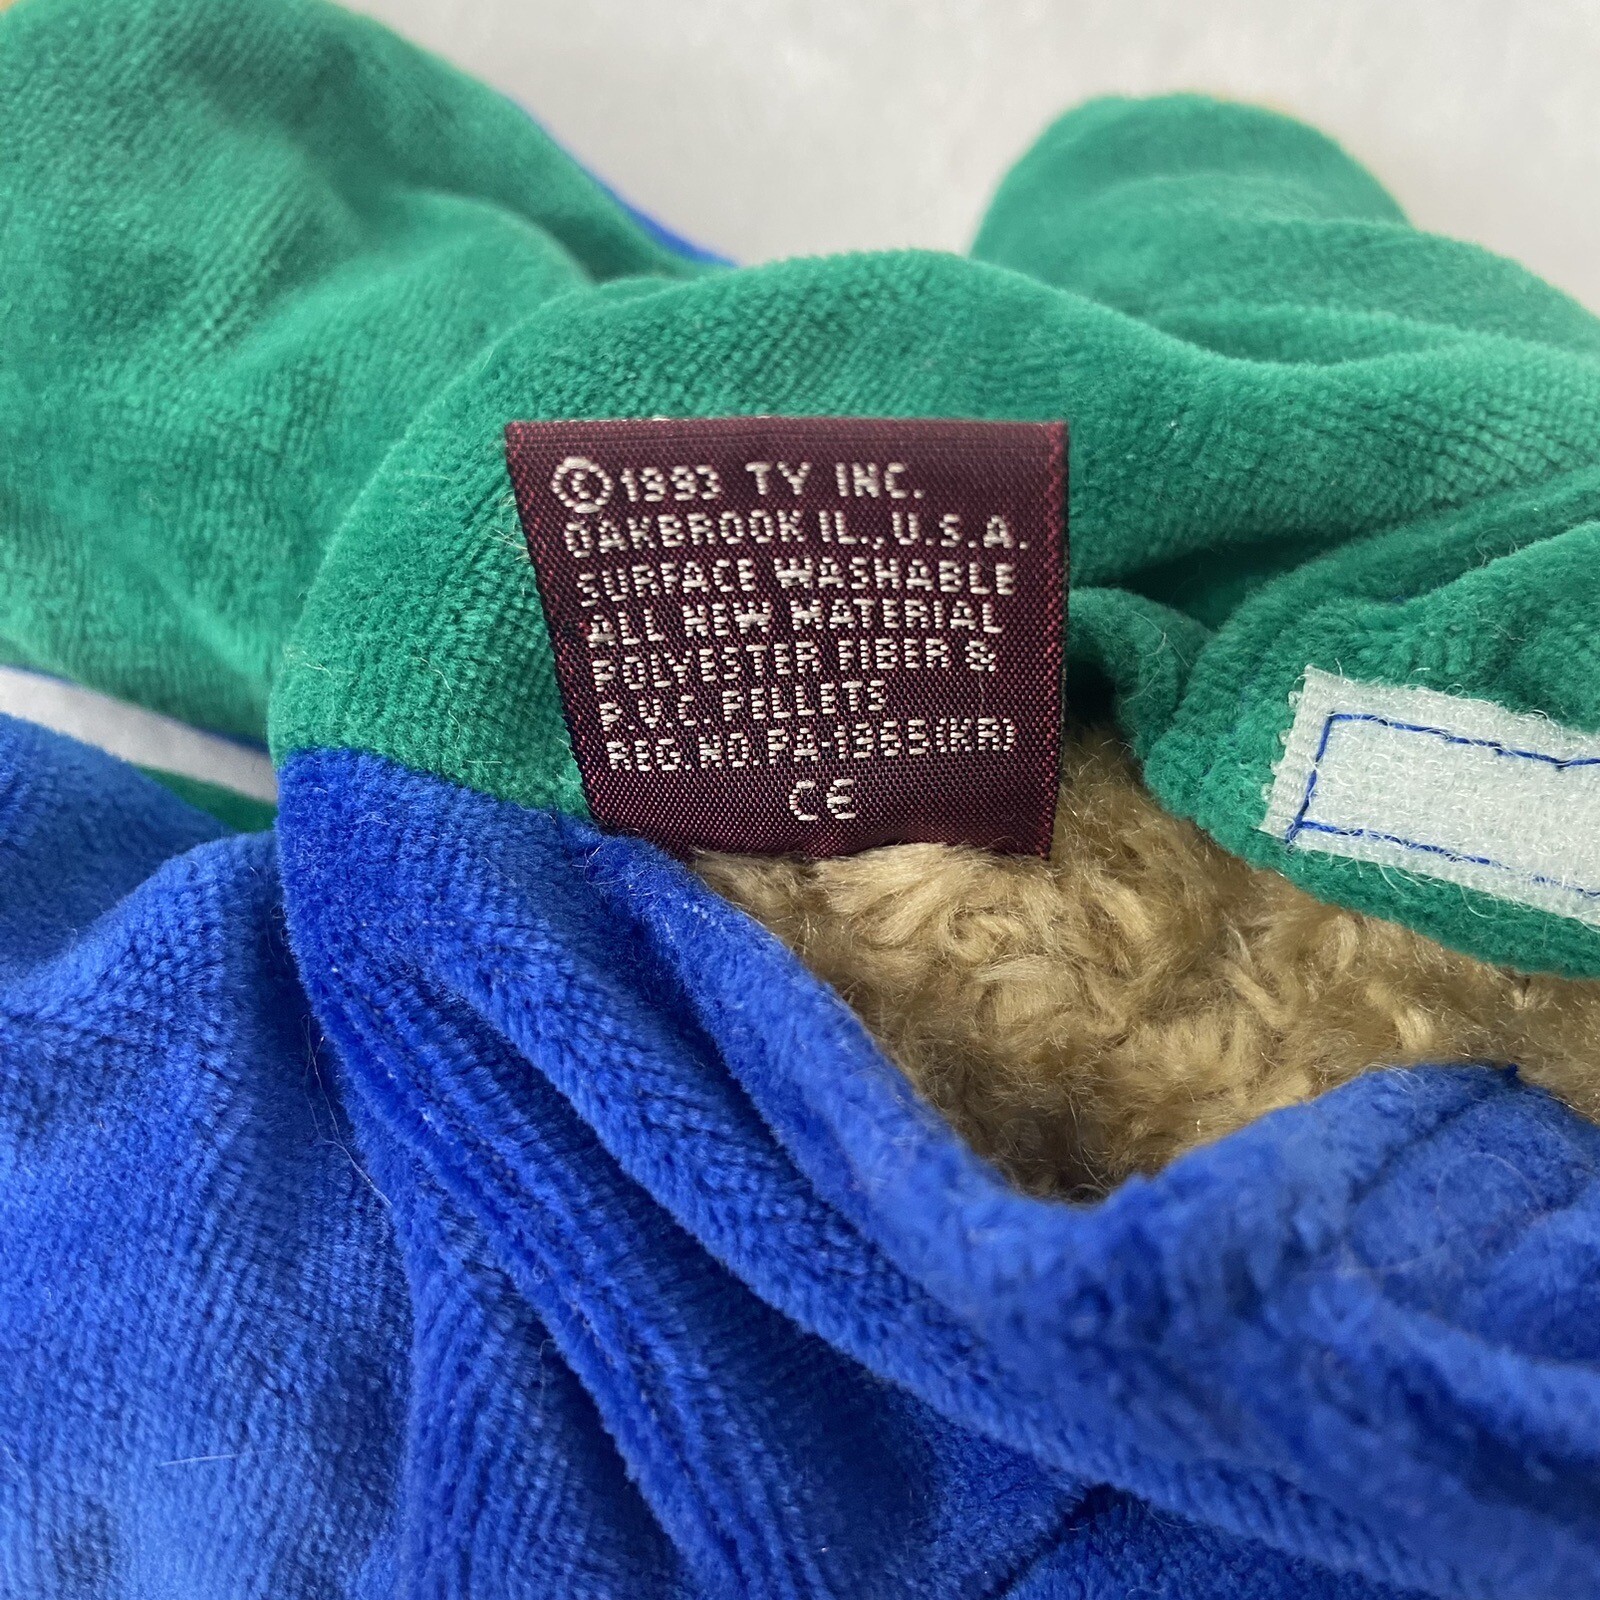 ©1993 TY INC.
OAKBROOK IL., U.S.A.
SURFACE WASHABLE
ALL NEW MATERIAL
POLYESTER FIBER &
P.V.C. PELLETS
REG.NO.PA-1965(KR)
CE